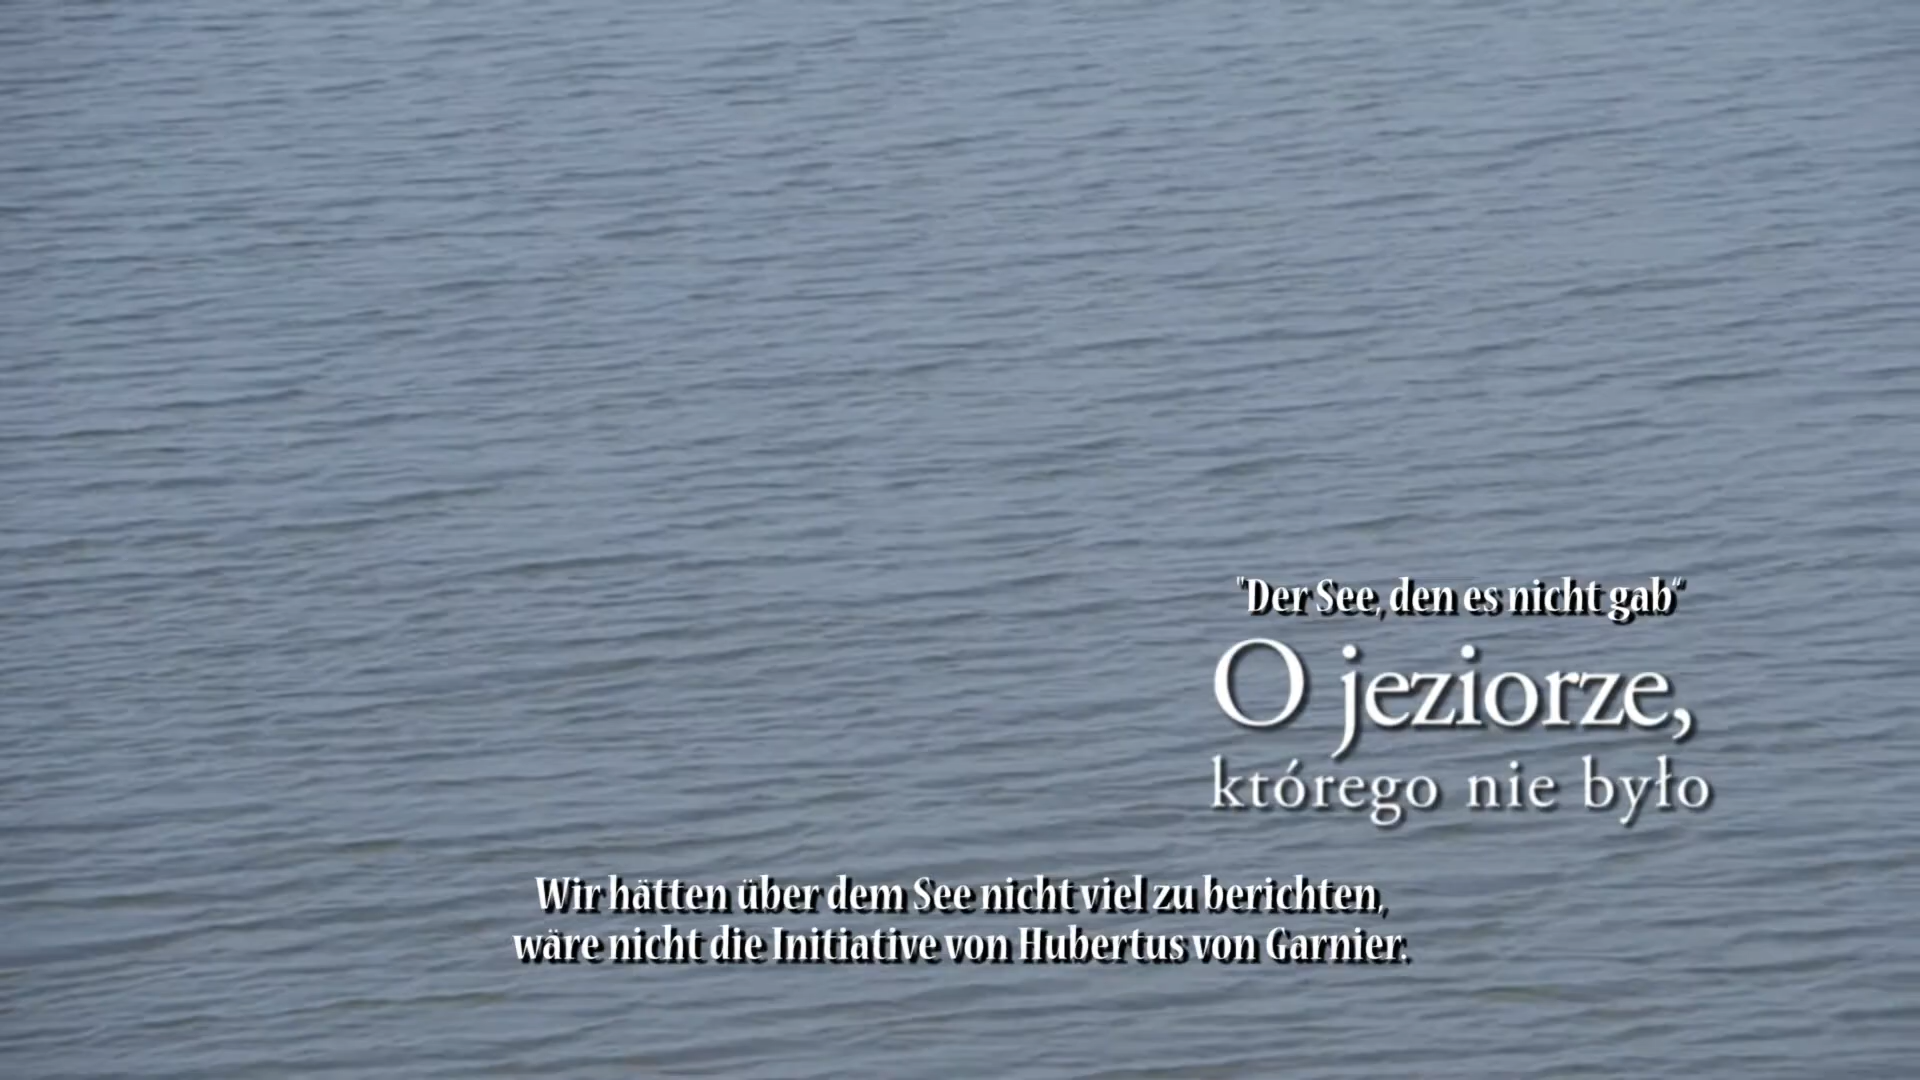 "Der See, den es nicht gab“
O jeziorze,
którego nie było
Wir hätten über dem See nicht viel zu berichten,
wäre nicht die Initiative von Hubertus von Garnier.